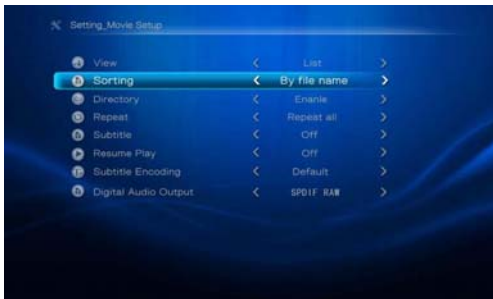 Setting_Movie Setup
View < List >
Sorting < By file name >
Directory < Enanle >
Repeat < Repeat all >
Subtitle < Off >
Resume Play < Off >
Subtitle Encoding < Default >
Digital Audio Output < SPDIF RAW >